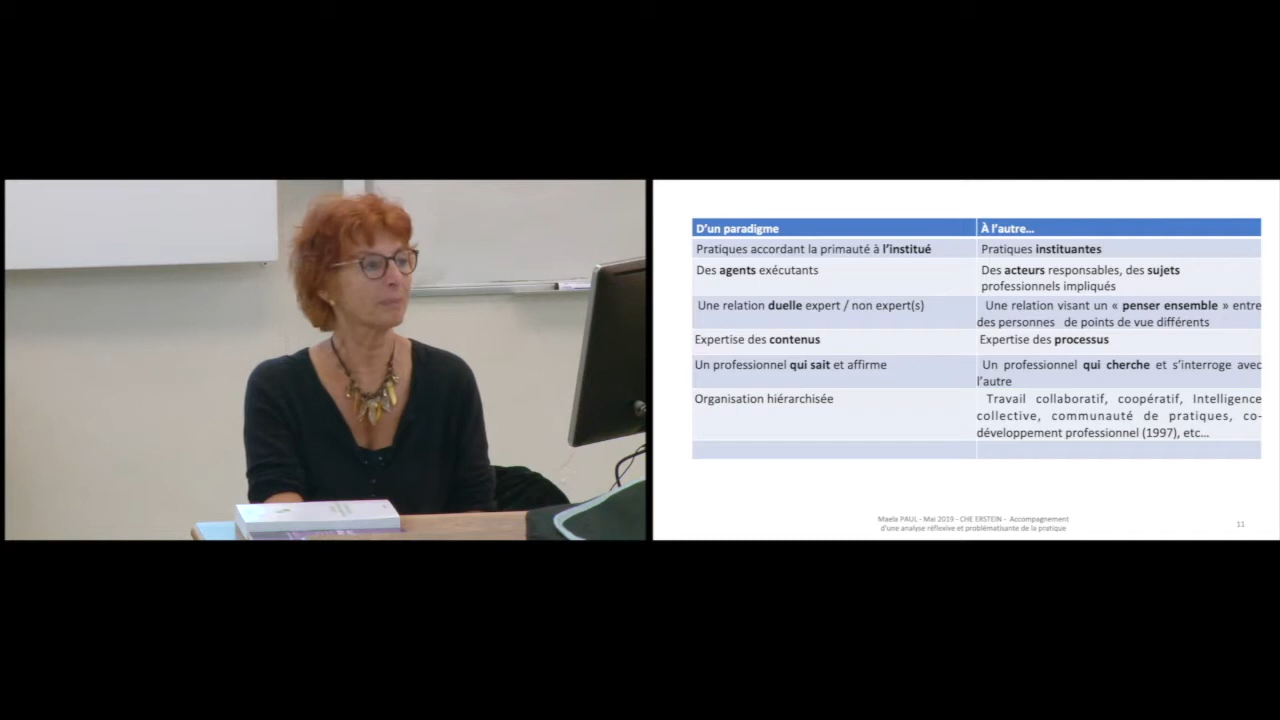 D'un paradigme
À l'autre…
Pratiques accordant la primauté à l'institué
Pratiques instituantes
Des agents exécutants
Des acteurs responsables, des sujets
professionnels impliqués
Une relation duelle expert / non expert(s)
Une relation visant un « penser ensemble » entre
des personnes de points de vue différents
Expertise des contenus
Expertise des processus
Un professionnel qui sait et affirme
Un professionnel qui cherche et s'interroge avec
l'autre
Organisation hiérarchisée
Travail collaboratif, coopératif, Intelligence
collective, communauté de pratiques, co-
développement professionnel (1997), etc…
Maela PAUL - Mai 2019 - CHE ERSTEIN - Accompagnement
d'une analyse réflexive et problématisante de la pratique
11